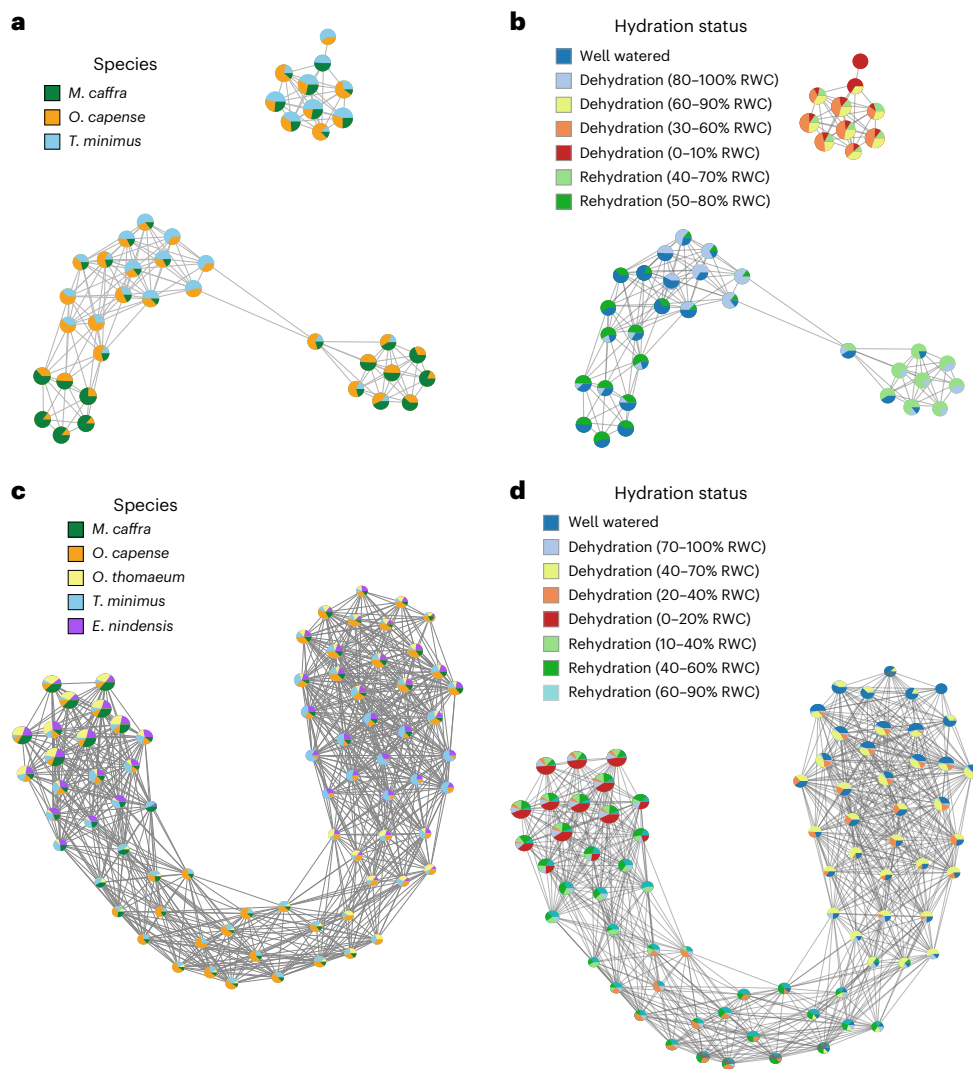 a
Species
M. caffra
O. capense
T. minimus
b
Hydration status
Well watered
Dehydration (80–100% RWC)
Dehydration (60–90% RWC)
Dehydration (30–60% RWC)
Dehydration (0–10% RWC)
Rehydration (40–70% RWC)
Rehydration (50–80% RWC)
c
Species
M. caffra
O. capense
O. thomaeum
T. minimus
E. nindensis
d
Hydration status
Well watered
Dehydration (70–100% RWC)
Dehydration (40–70% RWC)
Dehydration (20–40% RWC)
Dehydration (0–20% RWC)
Rehydration (10–40% RWC)
Rehydration (40–60% RWC)
Rehydration (60–90% RWC)